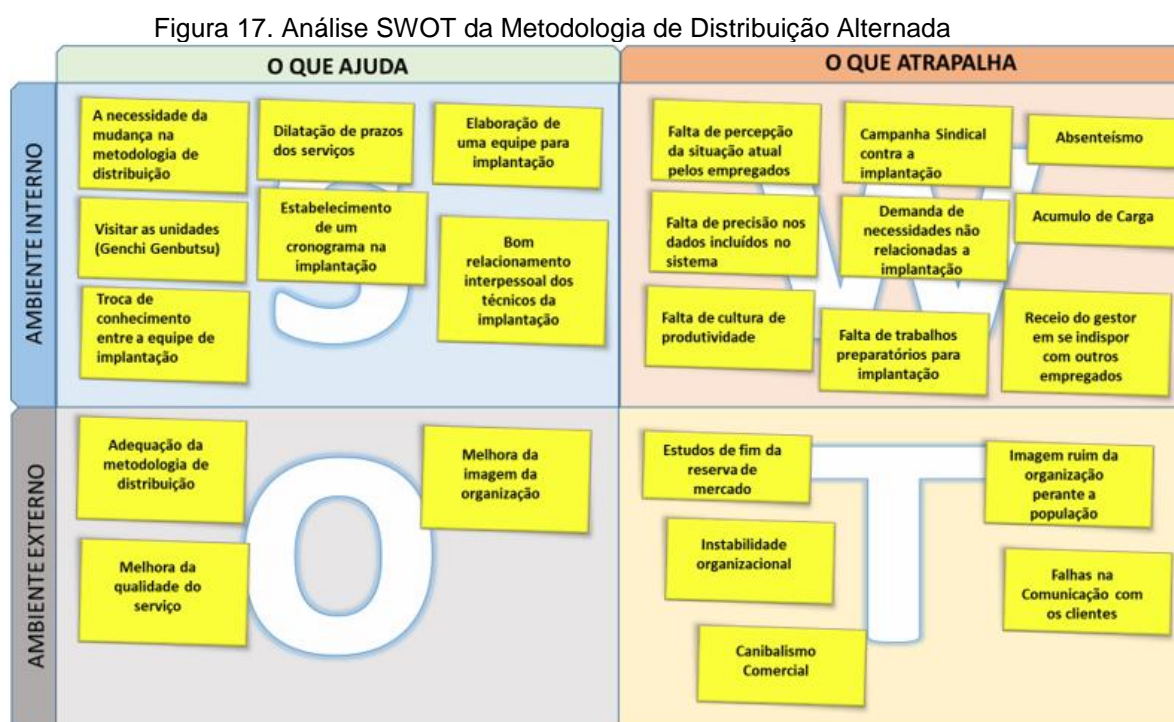 Figura 17. Análise SWOT da Metodologia de Distribuição Alternada
O QUE AJUDA
O QUE ATRAPALHA
AMBIENTE INTERNO
A necessidade da
mudança na
metodologia de
distribuição
Dilatação de prazos
dos serviços
Elaboração de
uma equipe para
implantação
Visitar as unidades
(Genchi Genbutsu)
Estabelecimento
de um
cronograma na
implantação
Bom
relacionamento
interpessoal dos
técnicos da
implantação
Troca de
conhecimento
entre a equipe de
implantação
S
Falta de percepção
da situação atual
pelos empregados
Campanha Sindical
contra a
implantação
Absenteísmo
Falta de precisão nos
dados incluídos no
sistema
Demanda de
necessidades não
relacionadas a
implantação
Acumulo de Carga
Falta de cultura de
produtividade
Falta de trabalhos
preparatórios para
implantação
Receio do gestor
em se indispor
com outros
empregados
W
AMBIENTE EXTERNO
Adequação da
metodologia de
distribuição
Melhora da
imagem da
organização
Melhora da
qualidade do
serviço
O
Estudos de fim da
reserva de
mercado
Imagem ruim da
organização
perante a
população
Instabilidade
organizacional
Falhas na
Comunicação com
os clientes
Canibalismo
Comercial
T